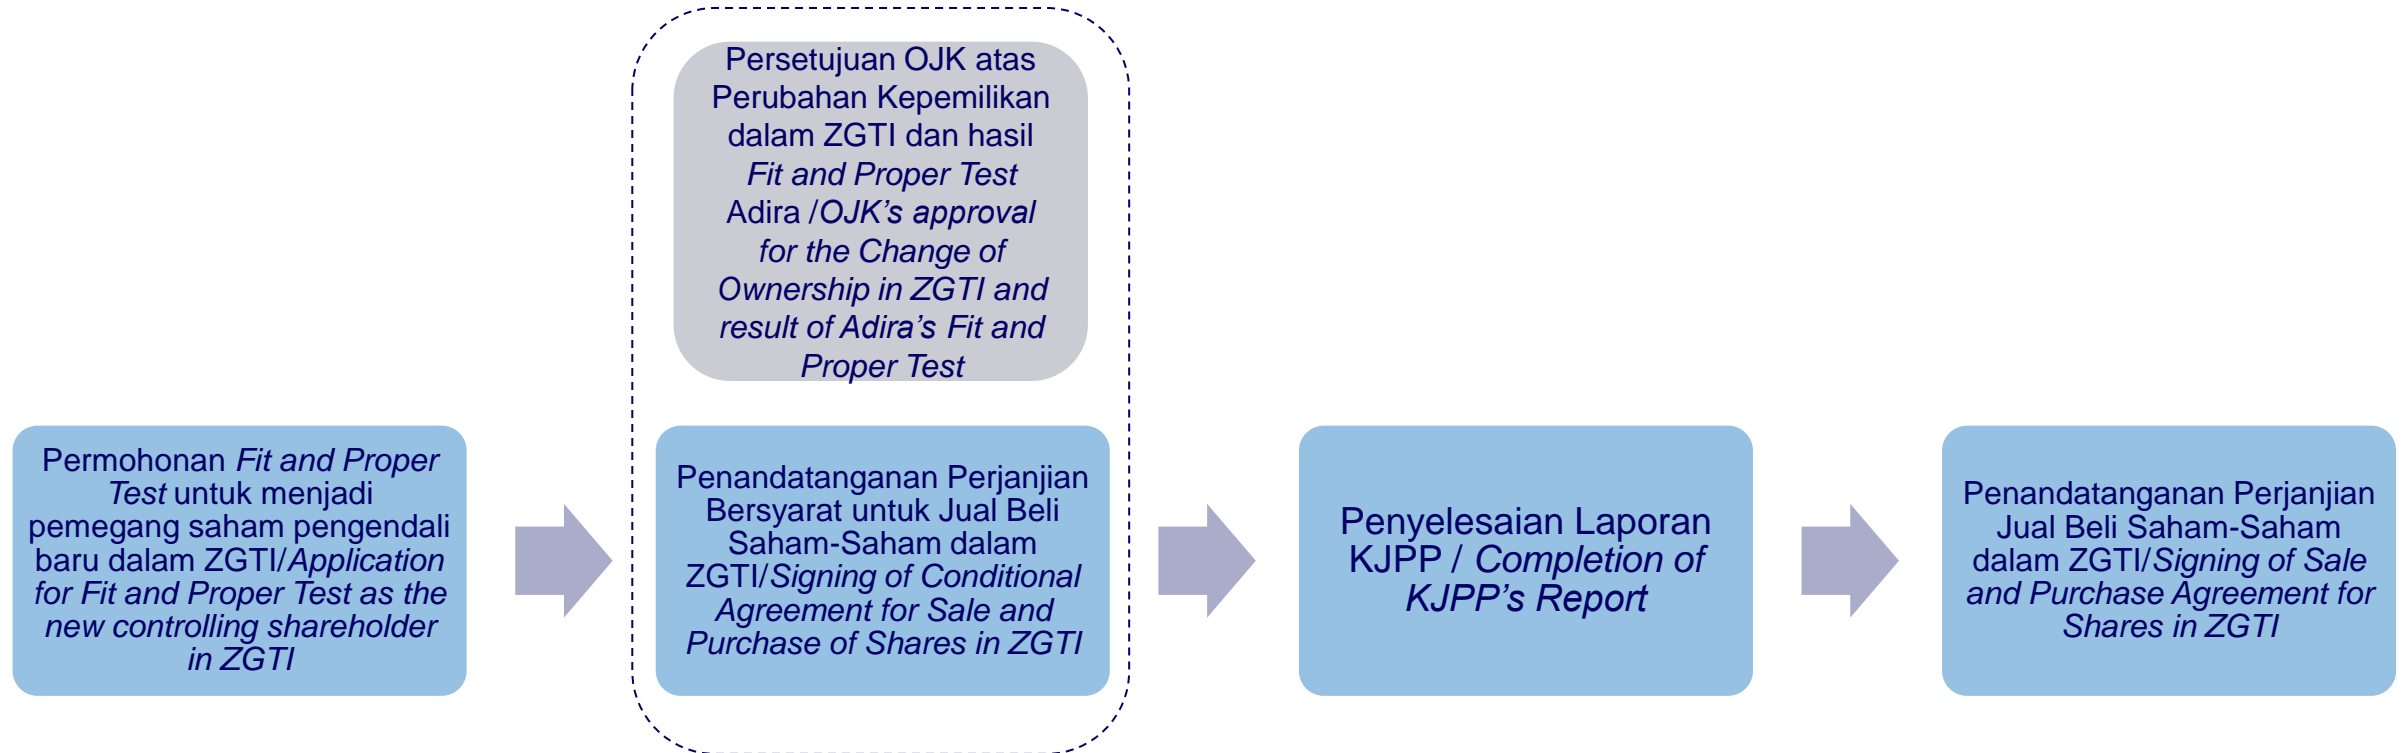 Permohonan Fit and Proper
Test untuk menjadi
pemegang saham pengendali
baru dalam ZGTI/Application
for Fit and Proper Test as the
new controlling shareholder
in ZGTI
Persetujuan OJK atas
Perubahan Kepemilikan
dalam ZGTI dan hasil
Fit and Proper Test
Adira /OJK’s approval
for the Change of
Ownership in ZGTI and
result of Adira’s Fit and
Proper Test
Penandatanganan Perjanjian
Bersyarat untuk Jual Beli
Saham-Saham dalam
ZGTI/Signing of Conditional
Agreement for Sale and
Purchase of Shares in ZGTI
Penyelesaian Laporan
KJPP / Completion of
KJPP’s Report
Penandatanganan Perjanjian
Jual Beli Saham-Saham
dalam ZGTI/Signing of Sale
and Purchase Agreement for
Shares in ZGTI